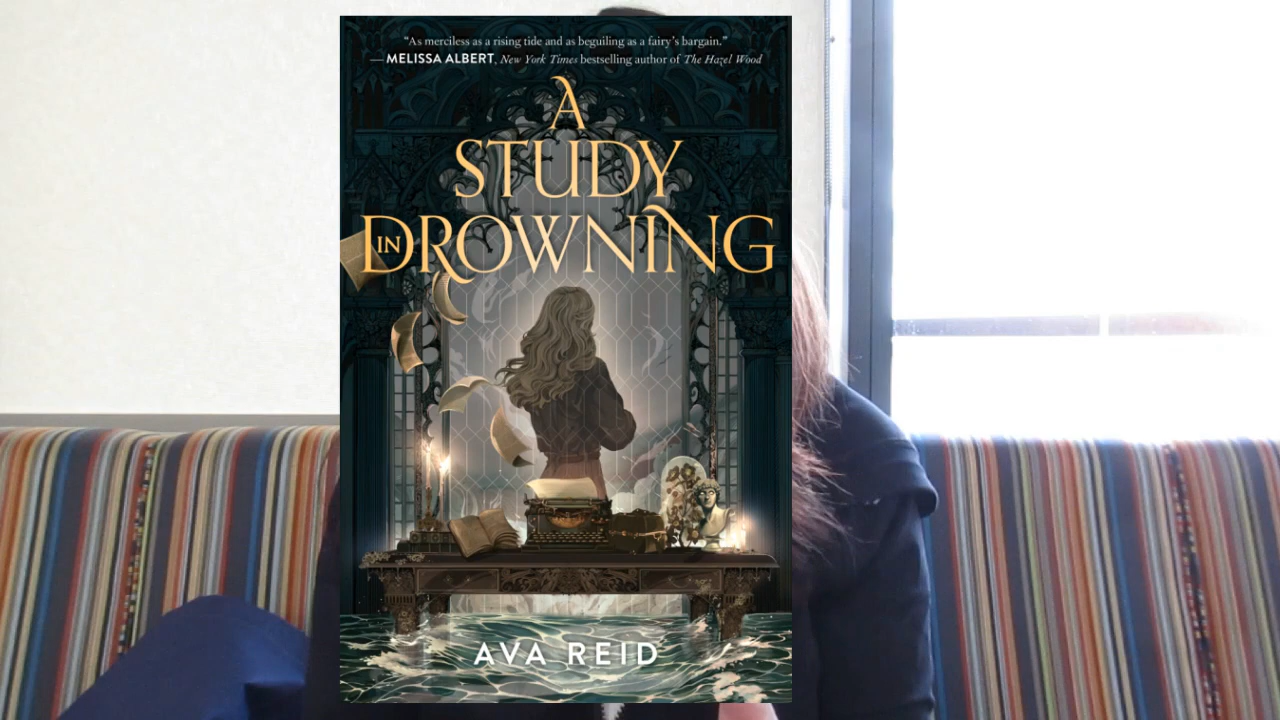 “As merciless as a rising tide and as beguiling as a fairy’s bargain.”
— MELISSA ALBERT, New York Times bestselling author of The Hazel Wood
A
STUDY
IN DROWNING
AVA REID